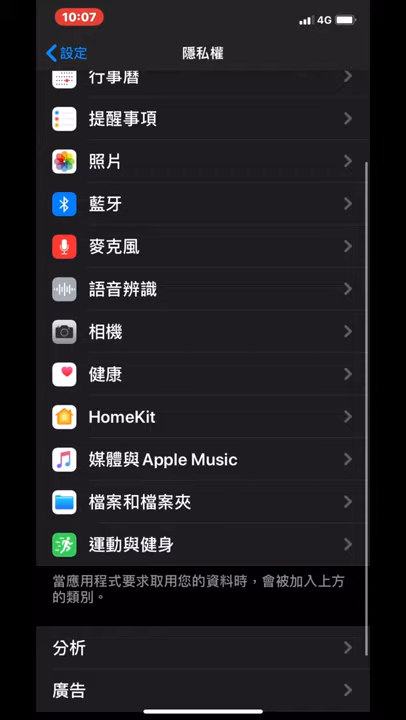 10:07
4G
設定
隱私權
行事曆
提醒事項
照片
藍牙
麥克風
語音辨識
相機
健康
HomeKit
媒體與 Apple Music
檔案和檔案夾
運動與健身
當應用程式要求取用您的資料時，會被加入上方
的類別。
分析
廣告